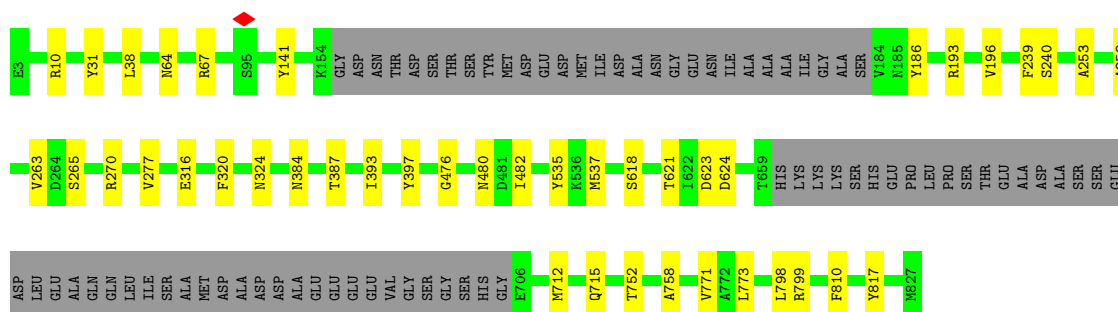 E3 R10 Y31 L38 N64 R67 S95 Y141 K154 GLY ASP ASN THR ASP SER THR SER TYR MET ASP GLU ASP MET ILE ASP ALA ASN GLY GLU ASN ILE ALA ALA ALA ILE GLY ALA SER V184 N185 Y186 R193 V196 F239 S240 A253
V263 D264 S265 R270 V277 E316 F320 N324 N384 T387 I393 Y397 G476 N480 D481 I482 Y535 K536 M537 S618 T621 I622 D623 D624 T659 HIS LYS LYS LYS SER HIS GLU PRO LEU PRO SER THR GLU ALA ASP ALA SER SER GLU
ASP LEU GLU ALA GLN GLN LEU ILE SER ALA MET ASP ALA ASP ASP ALA GLU GLU GLU GLU VAL GLY SER GLY SER HIS GLY E706 M712 Q715 T752 A758 V771 A772 L773 L798 R799 F810 Y817 M827